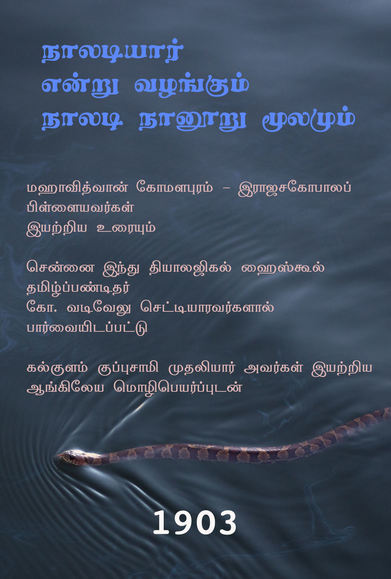 நாலடியார்
என்று வழங்கும்
நாலடி நானூறு மூலமும்
மஹாவித்வான் கோமளபுரம் – இராஜகோபாலப்
பிள்ளையவர்கள்
இயற்றிய உரையும்
சென்னை இந்து தியாலஜிகல் ஹைஸ்கூல்
தமிழ்ப்பண்டிதர்
கோ. வடிவேலு செட்டியாரவர்களால்
பார்வையிடப்பட்டு
கல்குளம் குப்புசாமி முதலியார் அவர்கள் இயற்றிய
ஆங்கிலேய மொழிபெயர்ப்புடன்
1903